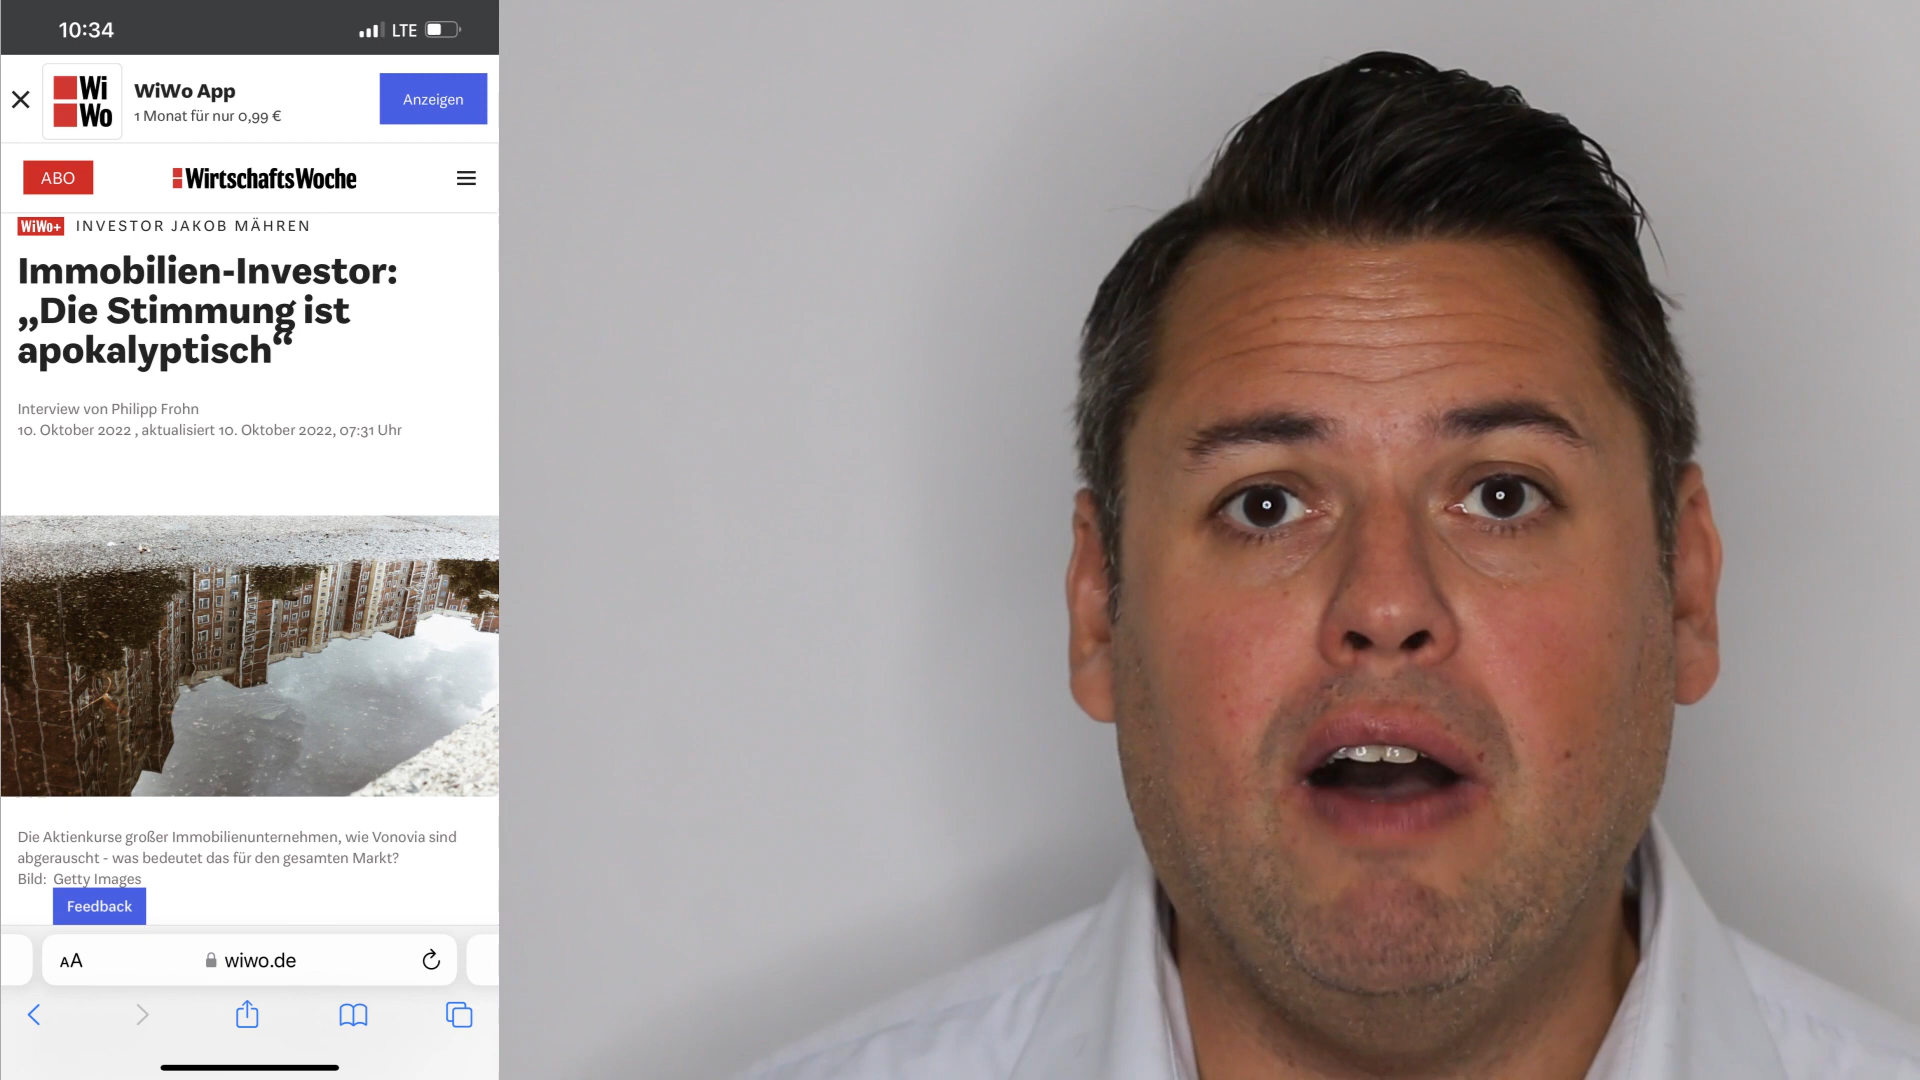 10:34
LTE
Wi
Wo
WiWo App
1 Monat für nur 0,99 €
Anzeigen
ABO
WirtschaftsWoche
WiWo+ INVESTOR JAKOB MÄHREN
Immobilien-Investor:
„Die Stimmung ist
apokalyptisch“
Interview von Philipp Frohn
10. Oktober 2022 , aktualisiert 10. Oktober 2022, 07:31 Uhr
Die Aktienkurse großer Immobilienunternehmen, wie Vonovia sind
abgerauscht - was bedeutet das für den gesamten Markt?
Bild: Getty Images
Feedback
AA
wiwo.de